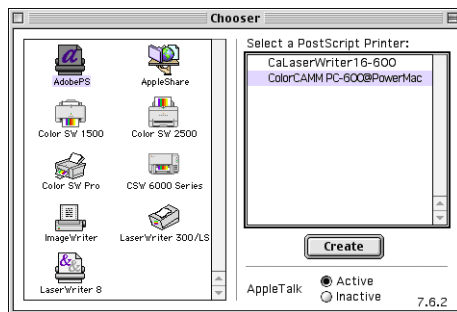 Chooser
AdobePS
AppleShare
Color SW 1500
Color SW 2500
Color SW Pro
CSW 6000 Series
ImageWriter
LaserWriter 300/LS
LaserWriter 8
Select a PostScript Printer:
CaLaserWriter16-600
ColorCAMM PC-600@PowerMac
Create
AppleTalk
Active
Inactive
7.6.2